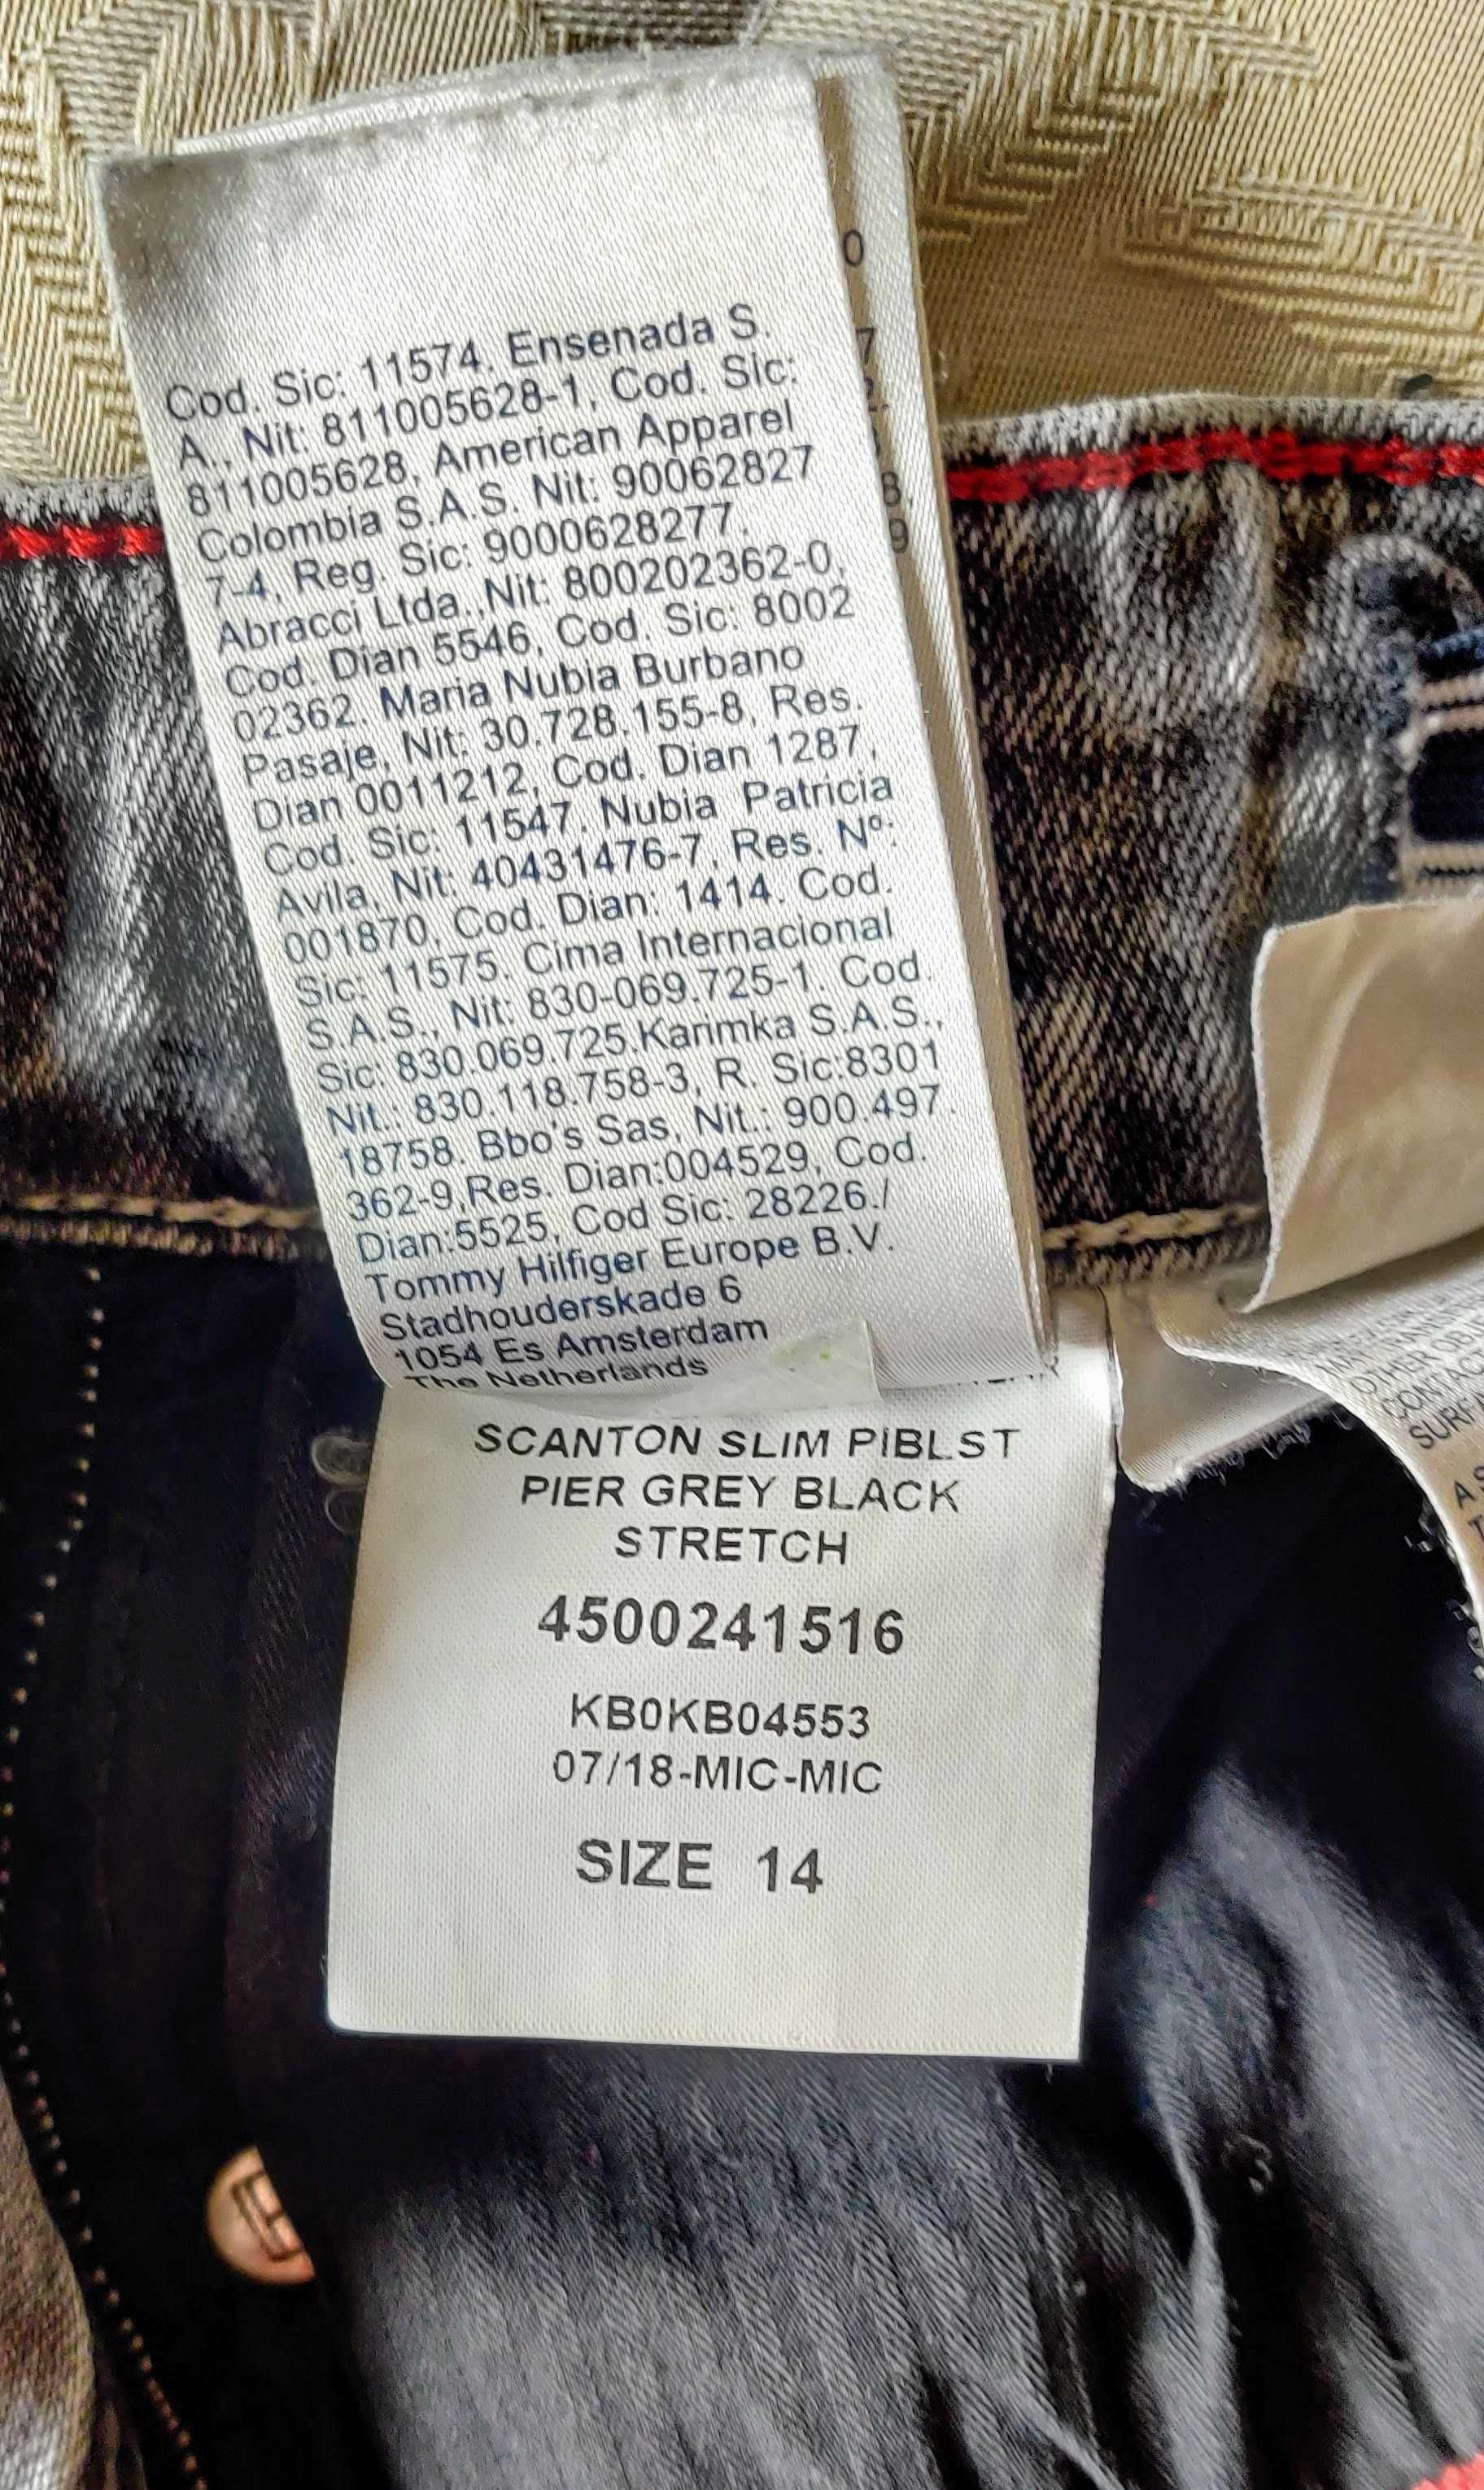 Cod. Sic: 11574. Ensenada S.
A., Nit: 811005628-1, Cod. Sic:
811005628, American Apparel
Colombia S.A.S. Nit: 90062827
7-4, Reg. Sic: 9000628277.
Abracci Ltda.,Nit: 800202362-0,
Cod. Dian 5546, Cod. Sic: 8002
02362. Maria Nubia Burbano
Pasaje, Nit: 30.728.155-8, Res.
Dian 0011212, Cod. Dian 1287,
Cod. Sic: 11547. Nubia Patricia
Avila, Nit: 40431476-7, Res. Nº:
001870, Cod. Dian: 1414. Cod.
Sic: 11575. Cima Internacional
S.A.S., Nit: 830-069.725-1. Cod.
Sic: 830.069.725.Karimka S.A.S.,
Nit.: 830.118.758-3, R. Sic:8301
18758. Bbo's Sas, Nit.: 900.497.
362-9,Res. Dian:004529, Cod.
Dian:5525, Cod Sic: 28226./
Tommy Hilfiger Europe B.V.
Stadhouderskade 6
1054 Es Amsterdam
The Netherlands
SCANTON SLIM PIBLST
PIER GREY BLACK
STRETCH
4500241516
KB0KB04553
07/18-MIC-MIC
SIZE 14